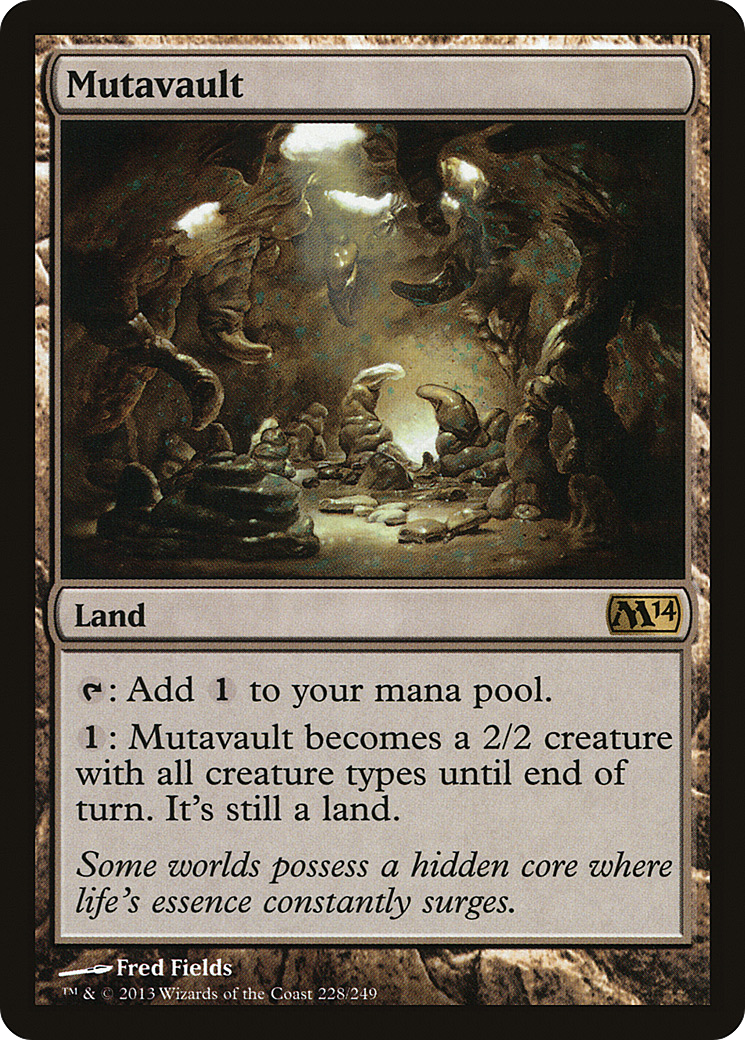 Mutavault
Land
M14
: Add 1 to your mana pool.
1: Mutavault becomes a 2/2 creature
with all creature types until end of
turn. It's still a land.
Some worlds possess a hidden core where
life's essence constantly surges.
Fred Fields
™ & © 2013 Wizards of the Coast 228/249